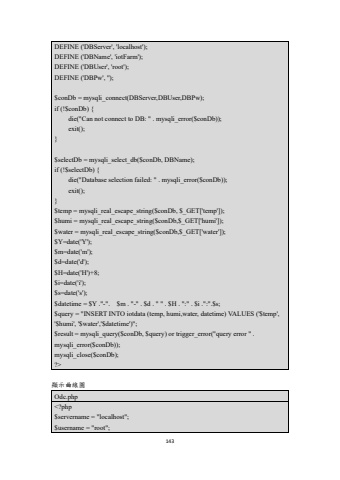 DEFINE ('DBServer', 'localhost');
DEFINE ('DBName', 'iotFarm');
DEFINE ('DBUser', 'root');
DEFINE ('DBPw', '');
$conDb = mysqli_connect(DBServer,DBUser,DBPw);
if (!$conDb) {
die("Can not connect to DB: " . mysqli_error($conDb));
exit();
}
$selectDb = mysqli_select_db($conDb, DBName);
if (!$selectDb) {
die("Database selection failed: " . mysqli_error($conDb));
exit();
}
$temp = mysqli_real_escape_string($conDb, $_GET['temp']);
$humi = mysqli_real_escape_string($conDb,$_GET['humi']);
$water = mysqli_real_escape_string($conDb,$_GET['water']);
$Y=date('Y');
$m=date('m');
$d=date('d');
$H=date('H')+8;
$i=date('i');
$s=date('s');
$datetime = $Y ."-". $m . "-" . $d . " " . $H . ":" . $i .":".$s;
$query = "INSERT INTO iotdata (temp, humi,water, datetime) VALUES ('$temp',
'$humi', '$water','$datetime')";
$result = mysqli_query($conDb, $query) or trigger_error("query error " .
mysqli_error($conDb));
mysqli_close($conDb);
?>
顯示曲線圖
Odc.php
<?php
$servername = "localhost";
$username = "root";
143